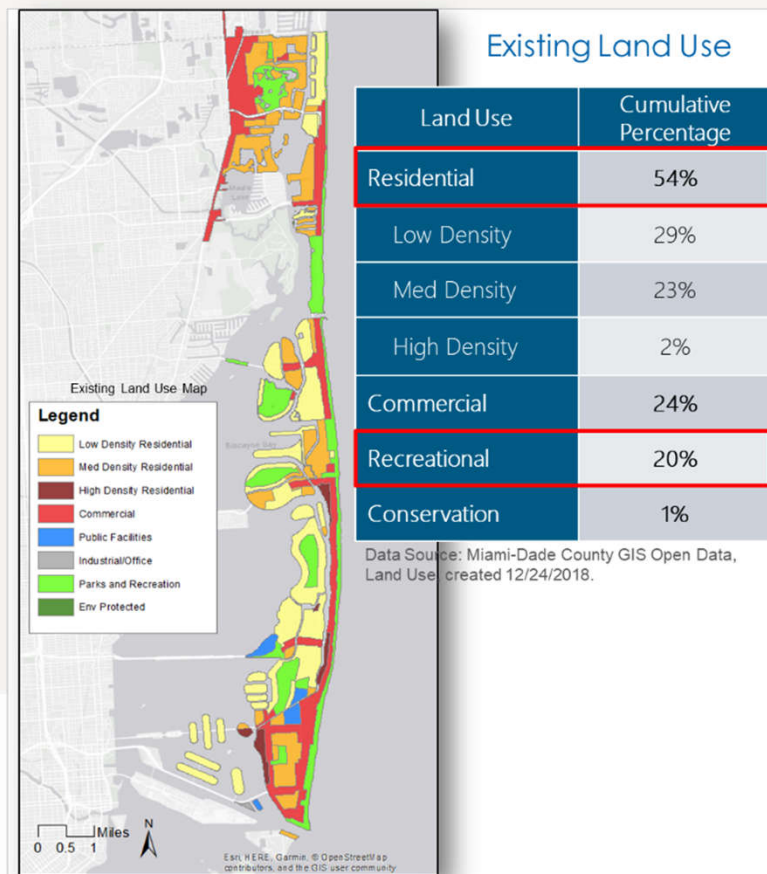 Existing Land Use
Land Use
Cumulative
Percentage
Residential
54%
Low Density
29%
Med Density
23%
High Density
2%
Commercial
24%
Recreational
20%
Conservation
1%
Data Source: Miami-Dade County GIS Open Data,
Land Use, created 12/24/2018.
Existing Land Use Map
Legend
Low Density Residential
Med Density Residential
High Density Residential
Commercial
Public Facilities
Industrial/Office
Parks and Recreation
Env Protected
Biscayne Bay
Miles
0 0.5 1
N
Esri, HERE, Garmin, © OpenStreetMap
contributors, and the GIS user community